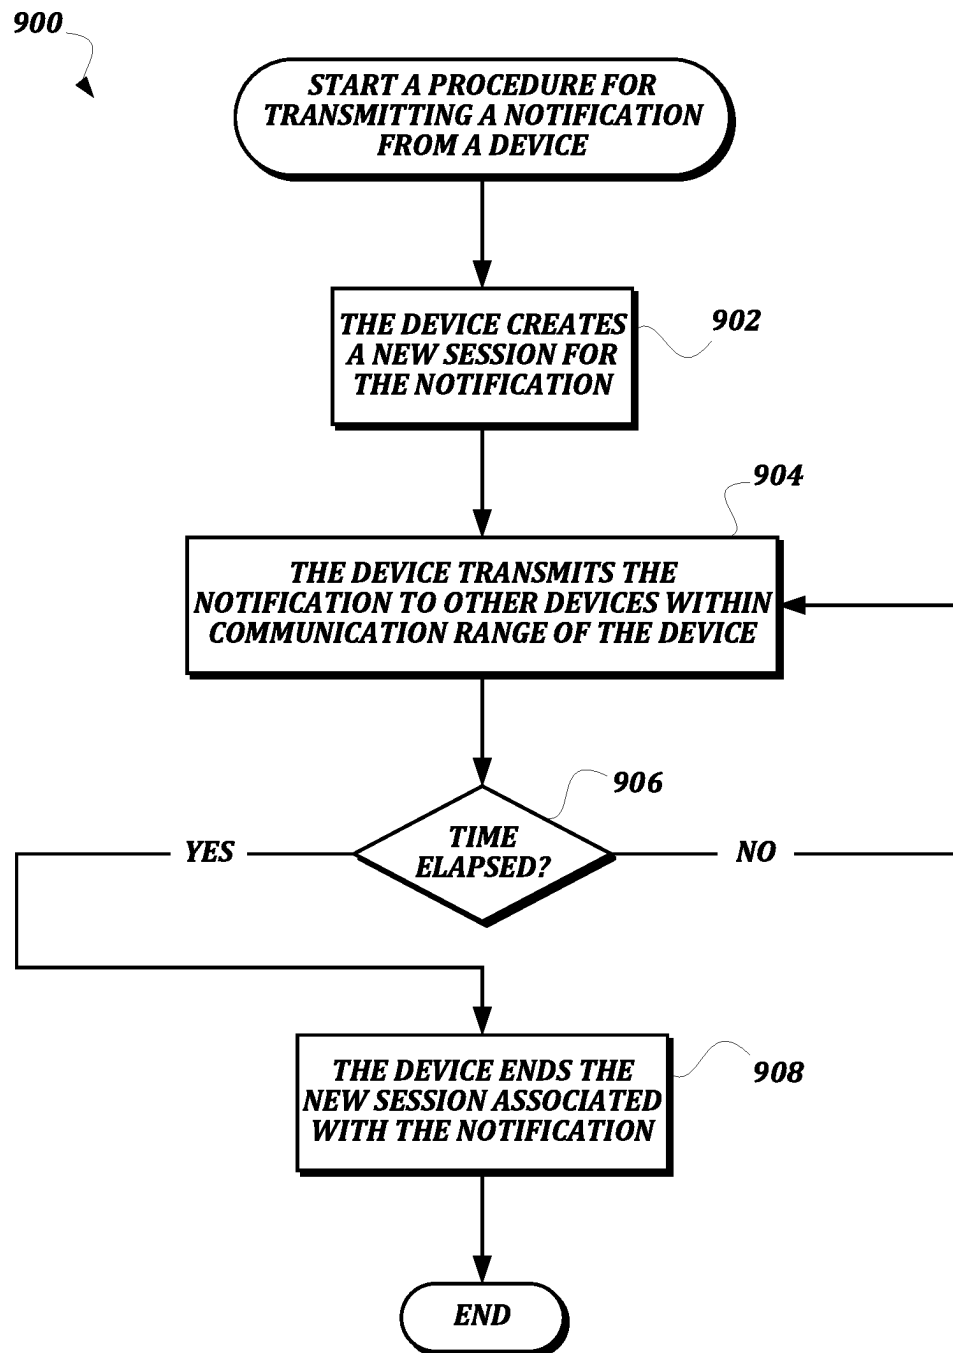 900
START A PROCEDURE FOR
TRANSMITTING A NOTIFICATION
FROM A DEVICE
THE DEVICE CREATES
A NEW SESSION FOR
THE NOTIFICATION
902
904
THE DEVICE TRANSMITS THE
NOTIFICATION TO OTHER DEVICES WITHIN
COMMUNICATION RANGE OF THE DEVICE
906
TIME
ELAPSED?
YES
NO
THE DEVICE ENDS THE
NEW SESSION ASSOCIATED
WITH THE NOTIFICATION
908
END